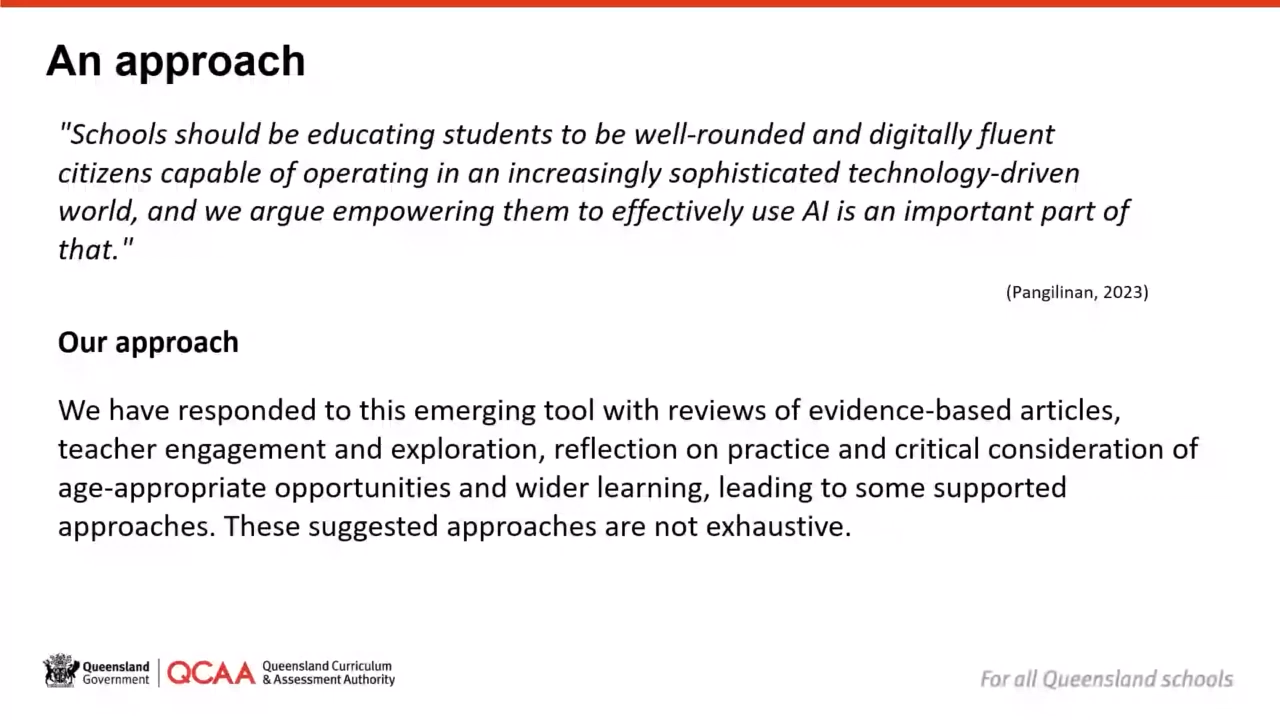 An approach
"Schools should be educating students to be well-rounded and digitally fluent
citizens capable of operating in an increasingly sophisticated technology-driven
world, and we argue empowering them to effectively use AI is an important part of
that."
(Pangilinan, 2023)
Our approach
We have responded to this emerging tool with reviews of evidence-based articles,
teacher engagement and exploration, reflection on practice and critical consideration of
age-appropriate opportunities and wider learning, leading to some supported
approaches. These suggested approaches are not exhaustive.
Queensland
Government
QCAA
Queensland Curriculum
& Assessment Authority
For all Queensland schools